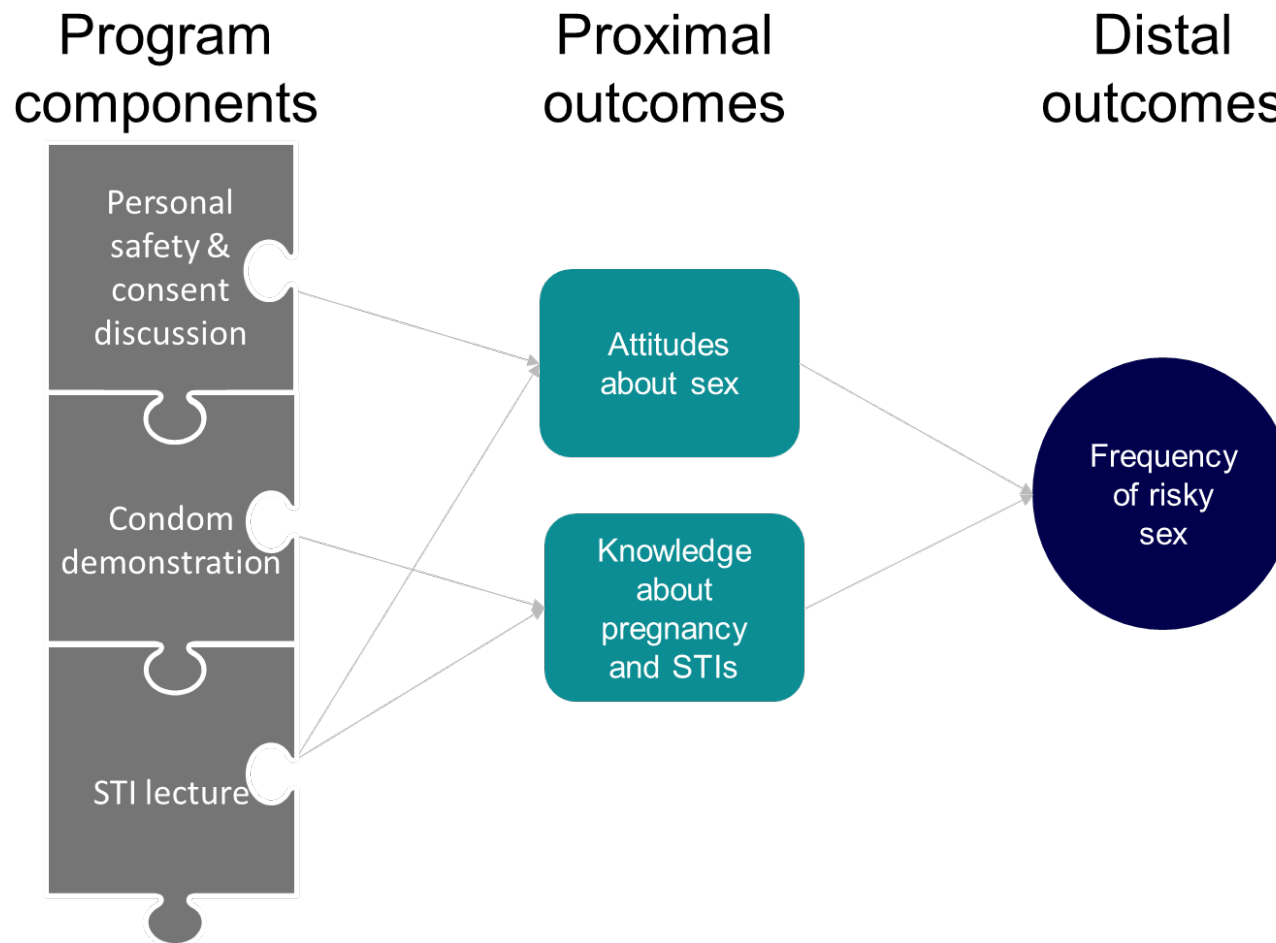 Program
components
Proximal
outcomes
Distal
outcomes
Personal
safety &
consent
discussion
Condom
demonstration
STI lecture
Attitudes
about sex
Knowledge
about
pregnancy
and STIs
Frequency
of risky
sex